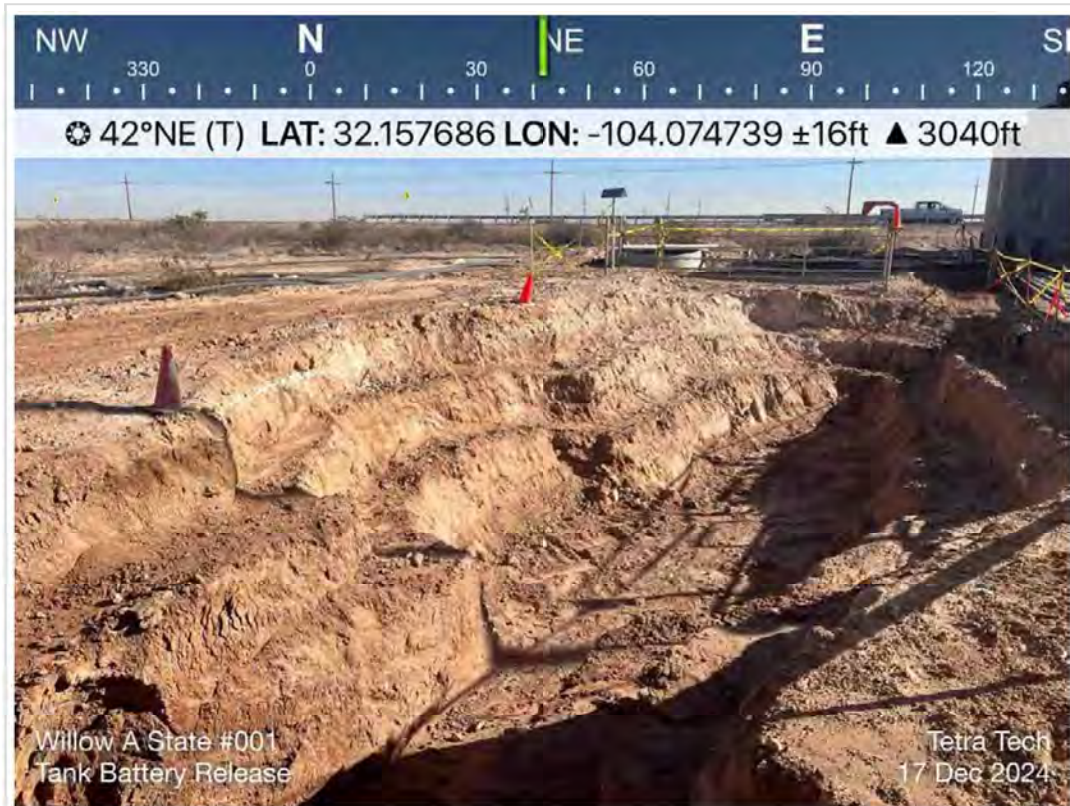 NW N NE E SE
330 0 30 60 90 120
42°NE (T) LAT: 32.157686 LON: -104.074739 ±16ft ▲ 3040ft
Willow A State #001
Tank Battery Release
Tetra Tech
17 Dec 2024